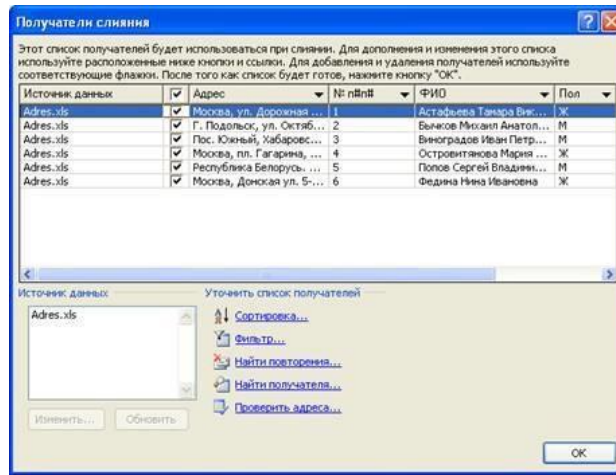 Получатели слияния
Этот список получателей будет использоваться при слиянии. Для дополнения и изменения этого списка
используйте расположенные ниже кнопки и ссылки. Для добавления и удаления получателей используйте
соответствующие флажки. После того как список будет готов, нажмите кнопку "ОК".
Источник данных Адрес № п#п# ФИО Пол
Adres.xls Москва, ул. Дорожная ... 1 Астафьева Тамара Вик... Ж
Adres.xls Г. Подольск, ул. Октяб... 2 Бычков Михаил Анатол... М
Adres.xls Пос. Южный, Хабаровс... 3 Виноградов Иван Петр... М
Adres.xls Москва, пл. Гагарина, ... 4 Островитянова Мария ... Ж
Adres.xls Республика Белорусь. ... 5 Попов Сергей Владими... М
Adres.xls Москва, Донская ул. 5-... 6 Федина Нина Ивановна Ж
Источник данных Уточнить список получателей
Adres.xls
Сортировка...
Фильтр...
Найти повторения...
Найти получателя...
Проверить адреса...
Изменить... Обновить
ОК